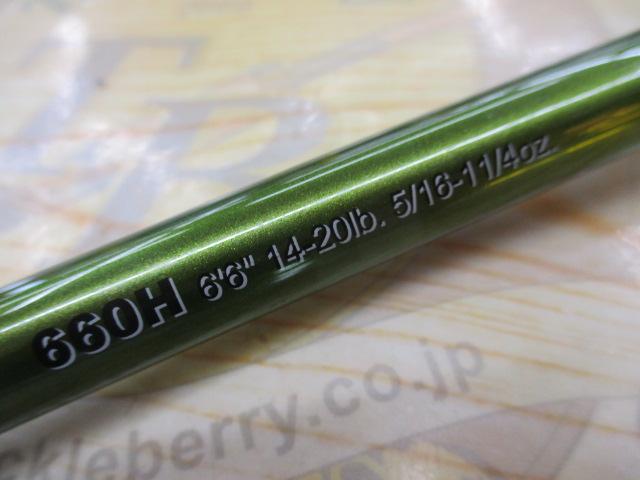 660H 6'6" 14-20lb. 5/16-11/4oz.
ckleberry.co.jp